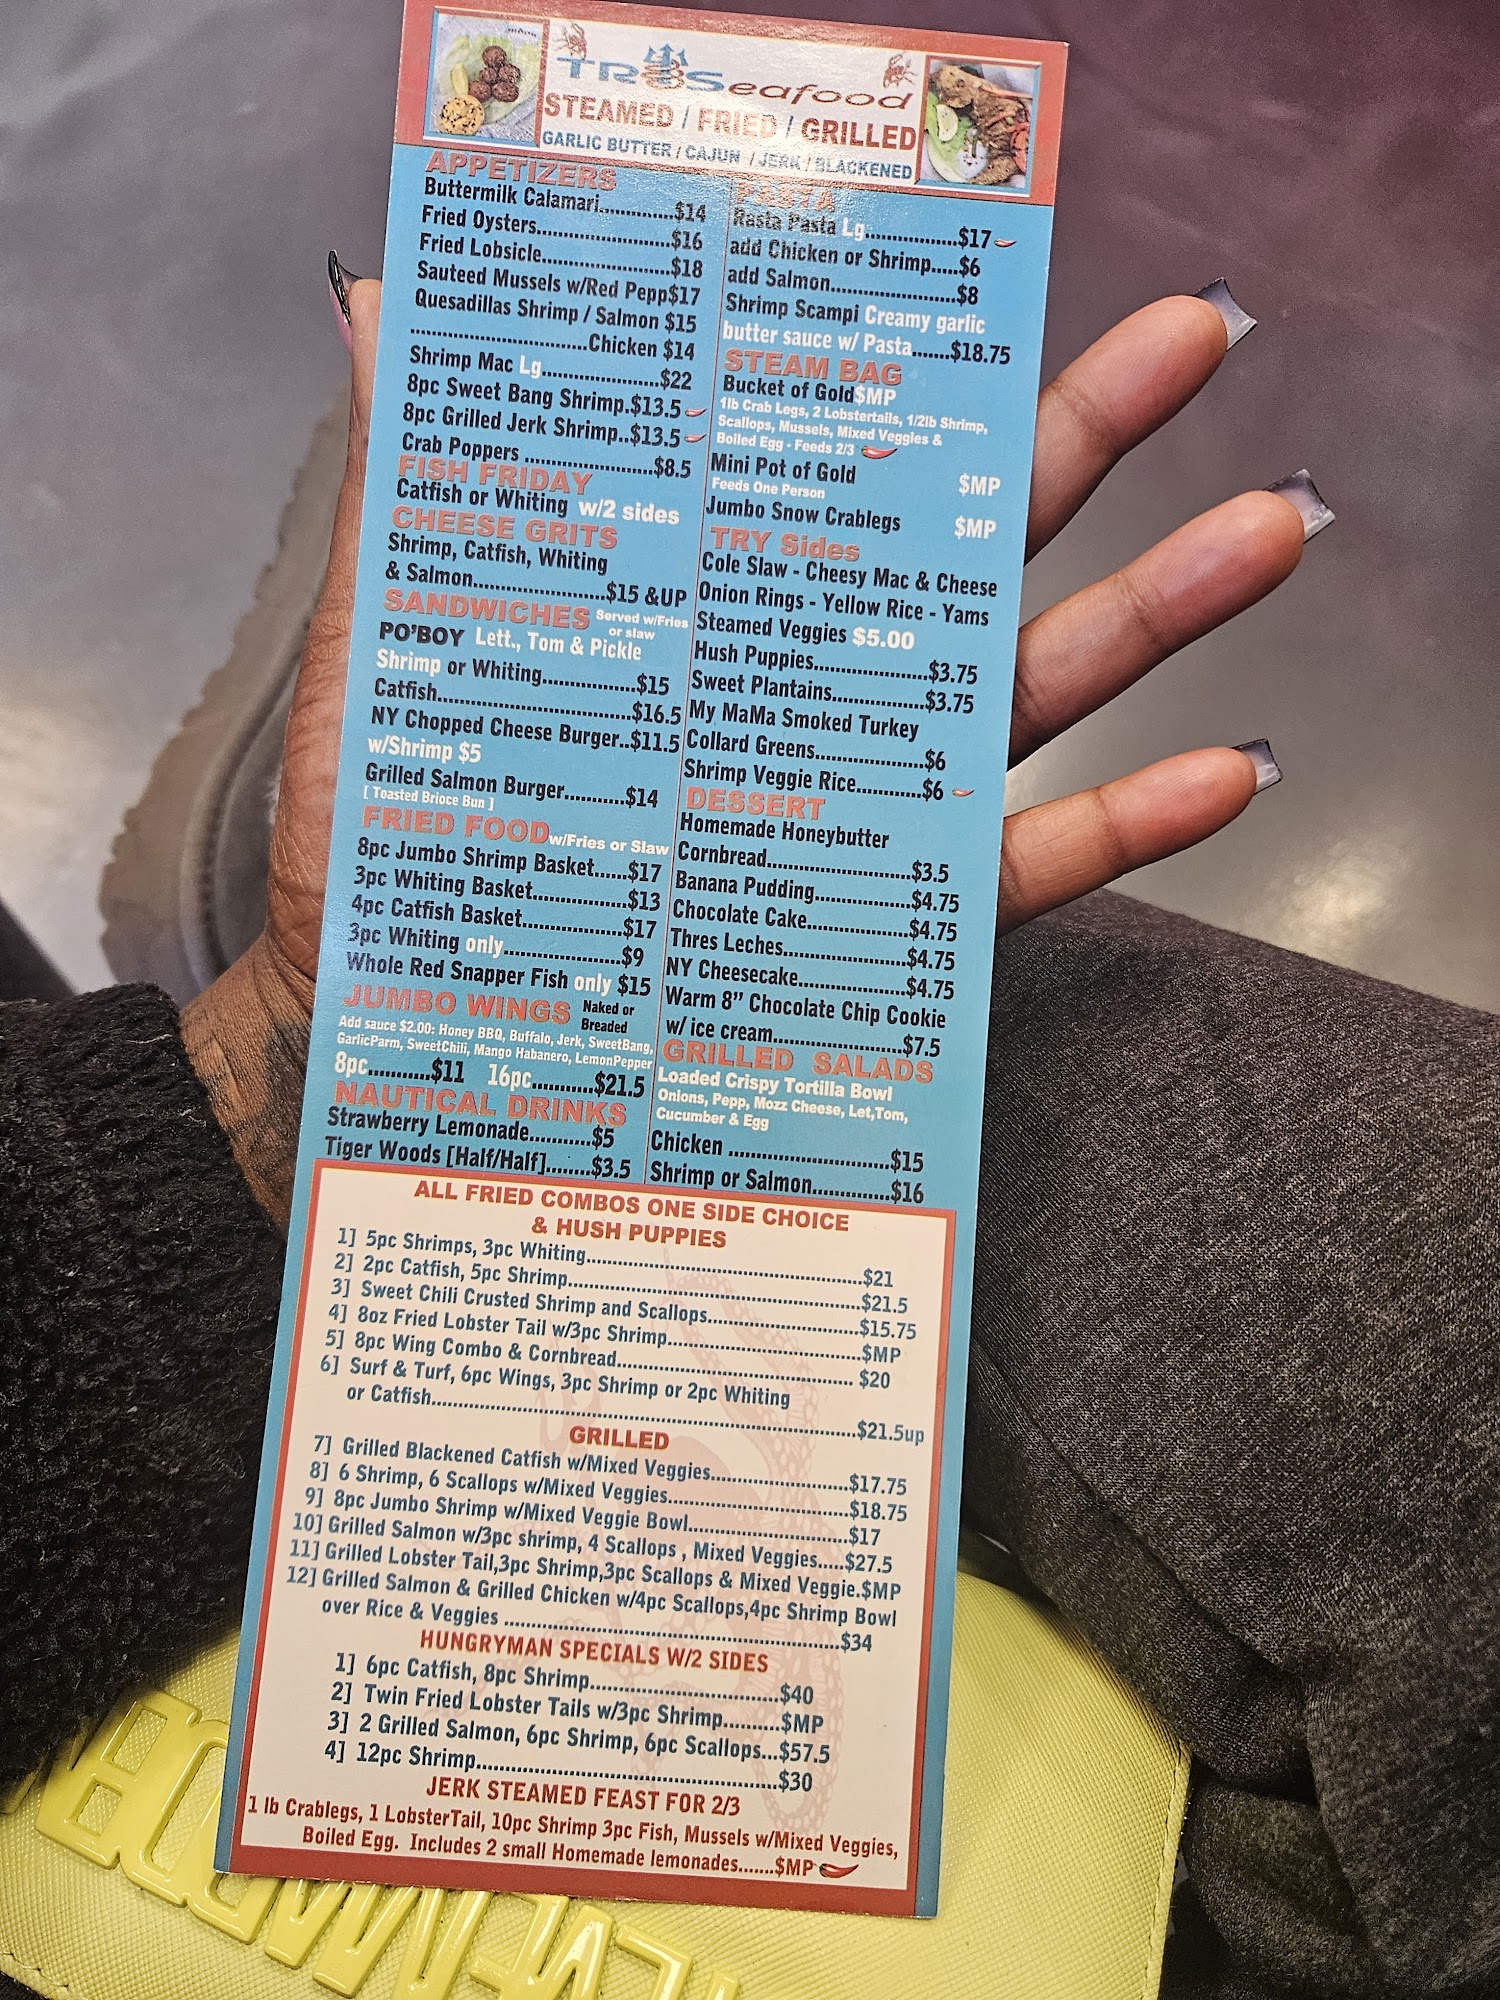 TRYSeafood
STEAMED / FRIED / GRILLED
GARLIC BUTTER / CAJUN / JERK / BLACKENED
APPETIZERS
Buttermilk Calamari.............$14
Fried Oysters.......................$16
Fried Lobsicle......................$18
Sauteed Mussels w/Red Pepp$17
Quesadillas Shrimp / Salmon $15
..............................Chicken $14
Shrimp Mac Lg....................$22
8pc Sweet Bang Shrimp.$13.5
8pc Grilled Jerk Shrimp..$13.5
Crab Poppers ......................$8.5
FISH FRIDAY
Catfish or Whiting w/2 sides
CHEESE GRITS
Shrimp, Catfish, Whiting
& Salmon.......................$15 &UP
SANDWICHES Served w/Fries
or slaw
PO'BOY Lett., Tom & Pickle
Shrimp or Whiting................$15
Catfish.................................$16.5
NY Chopped Cheese Burger..$11.5
w/Shrimp $5
Grilled Salmon Burger...........$14
[ Toasted Brioce Bun ]
FRIED FOOD w/Fries or Slaw
8pc Jumbo Shrimp Basket......$17
3pc Whiting Basket...............$13
4pc Catfish Basket.................$17
3pc Whiting only....................$9
Whole Red Snapper Fish only $15
JUMBO WINGS Naked or
Breaded
Add sauce $2.00: Honey BBQ, Buffalo, Jerk, SweetBang,
GarlicParm, SweetChili, Mango Habanero, LemonPepper
8pc...........$11 16pc...........$21.5
NAUTICAL DRINKS
Strawberry Lemonade...........$5
Tiger Woods [Half/Half]........$3.5
PASTA
Rasta Pasta Lg................$17
add Chicken or Shrimp.....$6
add Salmon......................$8
Shrimp Scampi Creamy garlic
butter sauce w/ Pasta.......$18.75
STEAM BAG
Bucket of Gold$MP
1lb Crab Legs, 2 Lobstertails, 1/2lb Shrimp,
Scallops, Mussels, Mixed Veggies &
Boiled Egg - Feeds 2/3
Mini Pot of Gold $MP
Feeds One Person
Jumbo Snow Crablegs $MP
TRY Sides
Cole Slaw - Cheesy Mac & Cheese
Onion Rings - Yellow Rice - Yams
Steamed Veggies $5.00
Hush Puppies....................$3.75
Sweet Plantains................$3.75
My MaMa Smoked Turkey
Collard Greens...................$6
Shrimp Veggie Rice............$6
DESSERT
Homemade Honeybutter
Cornbread.........................$3.5
Banana Pudding.................$4.75
Chocolate Cake..................$4.75
Thres Leches.....................$4.75
NY Cheesecake...................$4.75
Warm 8" Chocolate Chip Cookie
w/ ice cream......................$7.5
GRILLED SALADS
Loaded Crispy Tortilla Bowl
Onions, Pepp, Mozz Cheese, Let,Tom,
Cucumber & Egg
Chicken ............................$15
Shrimp or Salmon..............$16
ALL FRIED COMBOS ONE SIDE CHOICE
& HUSH PUPPIES
1] 5pc Shrimps, 3pc Whiting................................................$21
2] 2pc Catfish, 5pc Shrimp...................................................$21.5
3] Sweet Chili Crusted Shrimp and Scallops..........................$15.75
4] 8oz Fried Lobster Tail w/3pc Shrimp.................................$MP
5] 8pc Wing Combo & Cornbread......................................... $20
6] Surf & Turf, 6pc Wings, 3pc Shrimp or 2pc Whiting
or Catfish.........................................................................$21.5up
GRILLED
7] Grilled Blackened Catfish w/Mixed Veggies.......................$17.75
8] 6 Shrimp, 6 Scallops w/Mixed Veggies...............................$18.75
9] 8pc Jumbo Shrimp w/Mixed Veggie Bowl..........................$17
10] Grilled Salmon w/3pc shrimp, 4 Scallops , Mixed Veggies.....$27.5
11] Grilled Lobster Tail,3pc Shrimp,3pc Scallops & Mixed Veggie.$MP
12] Grilled Salmon & Grilled Chicken w/4pc Scallops,4pc Shrimp Bowl
over Rice & Veggies .........................................................$34
HUNGRYMAN SPECIALS W/2 SIDES
1] 6pc Catfish, 8pc Shrimp.................................$40
2] Twin Fried Lobster Tails w/3pc Shrimp..........$MP
3] 2 Grilled Salmon, 6pc Shrimp, 6pc Scallops...$57.5
4] 12pc Shrimp...................................................$30
JERK STEAMED FEAST FOR 2/3
1 lb Crablegs, 1 LobsterTail, 10pc Shrimp 3pc Fish, Mussels w/Mixed Veggies,
Boiled Egg. Includes 2 small Homemade lemonades.......$MP